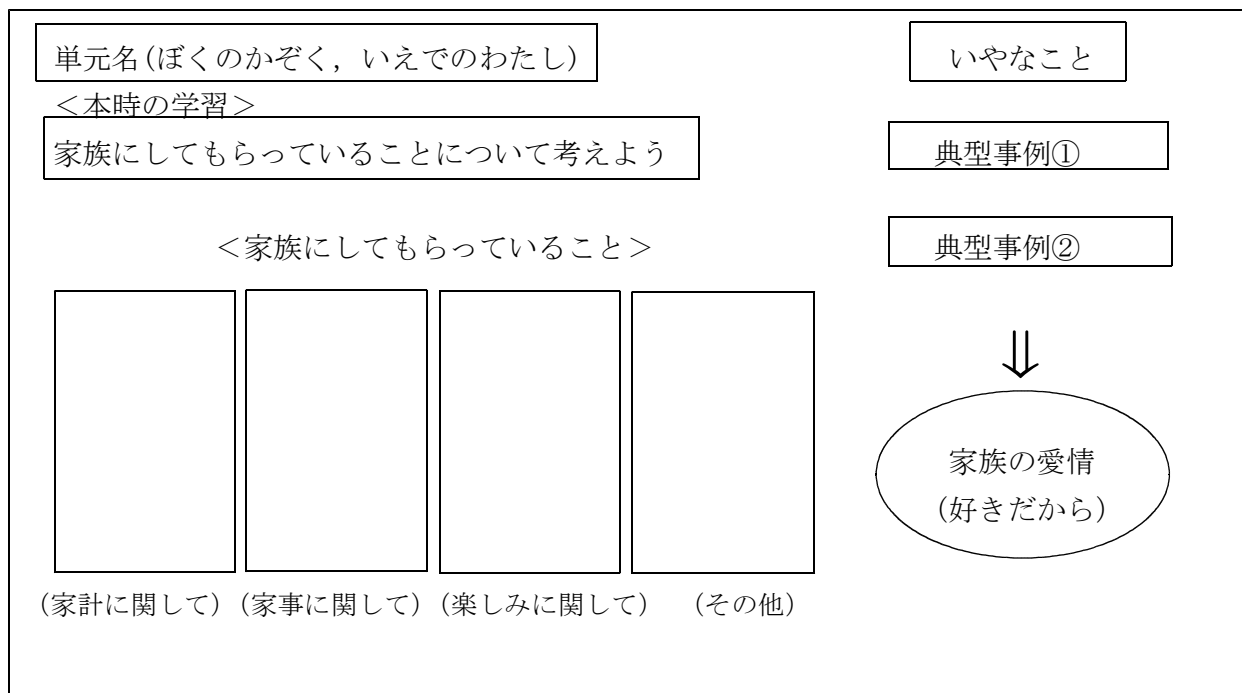 単元名(ぼくのかぞく，いえでのわたし)
＜本時の学習＞
家族にしてもらっていることについて考えよう
＜家族にしてもらっていること＞
(家計に関して)
(家事に関して)
(楽しみに関して)
(その他)
いやなこと
典型事例①
典型事例②
⇓
家族の愛情
(好きだから)